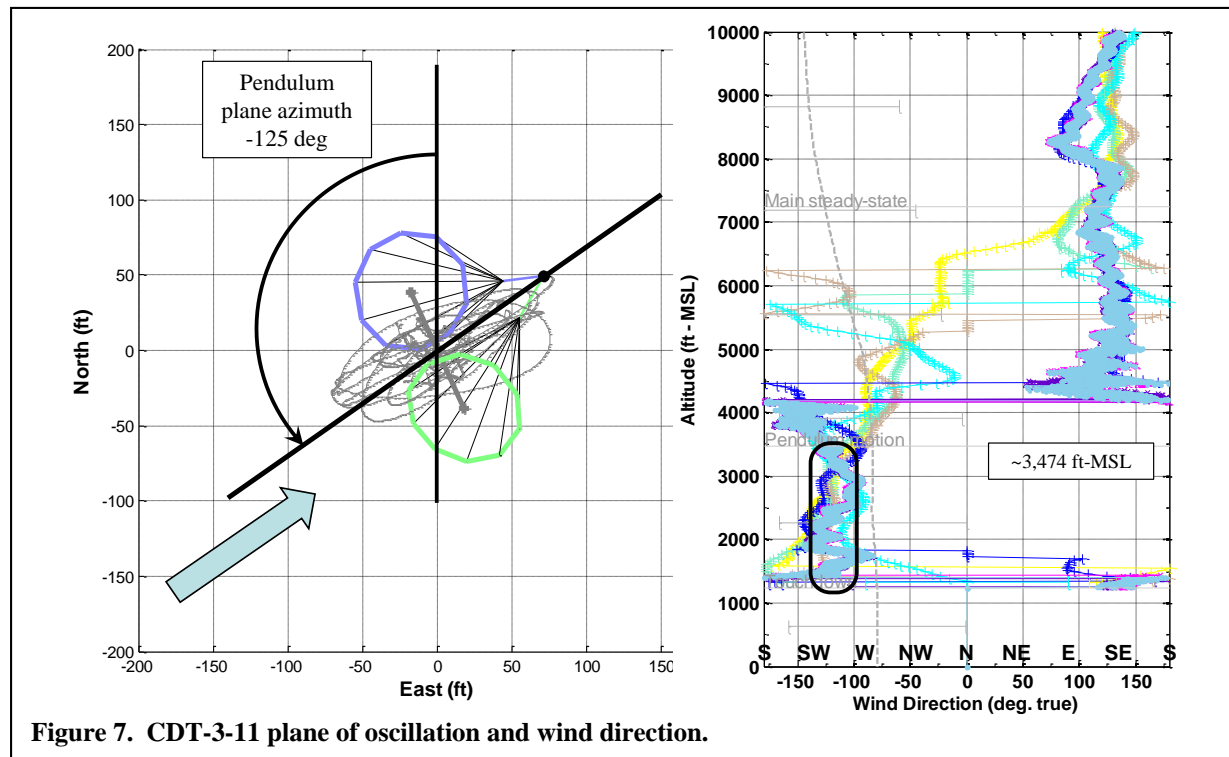 200
150
100
50
0
-50
-100
-150
-200
-200
-150
-100
-50
0
50
100
150
North (ft)
East (ft)
Pendulum
plane azimuth
-125 deg
10000
9000
8000
7000
6000
5000
4000
3000
2000
1000
0
Altitude (ft - MSL)
Main steady-state
Pendulum motion
~3,474 ft-MSL
S SW W NW N NE E SE S
-150 -100 -50 0 50 100 150
Wind Direction (deg. true)
Figure 7. CDT-3-11 plane of oscillation and wind direction.